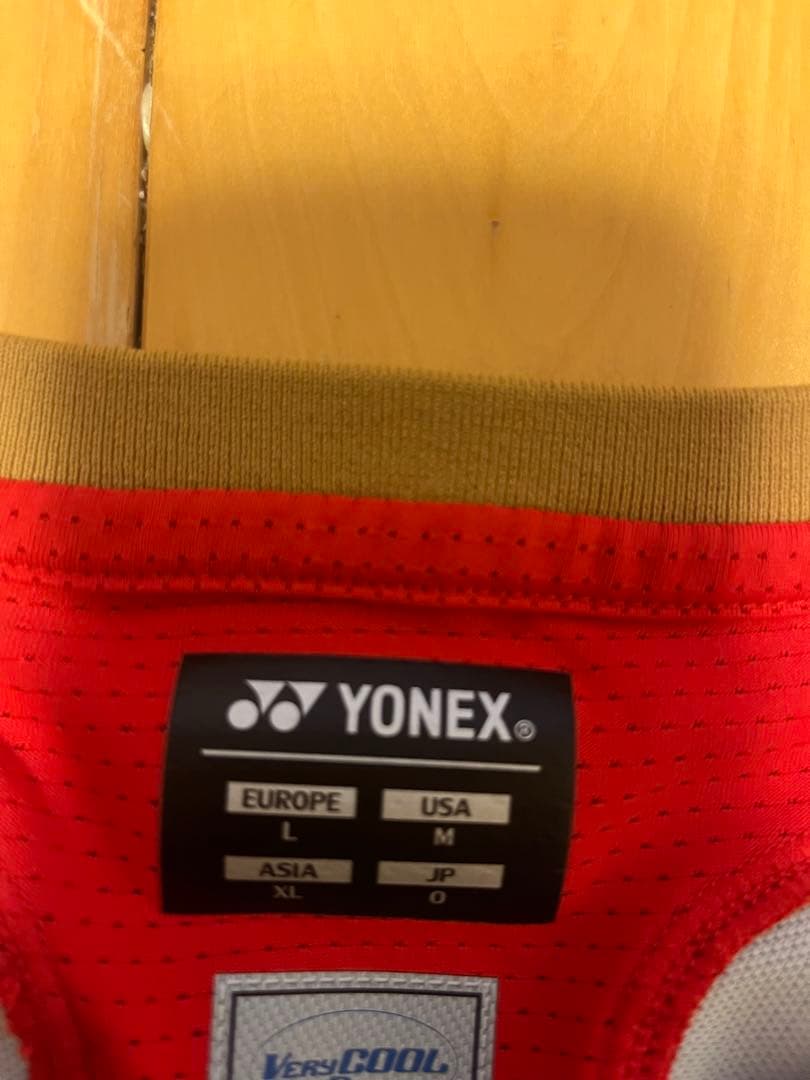 YONEX®
EUROPE USA
L M
ASIA JP
XL O
VERYCOOL